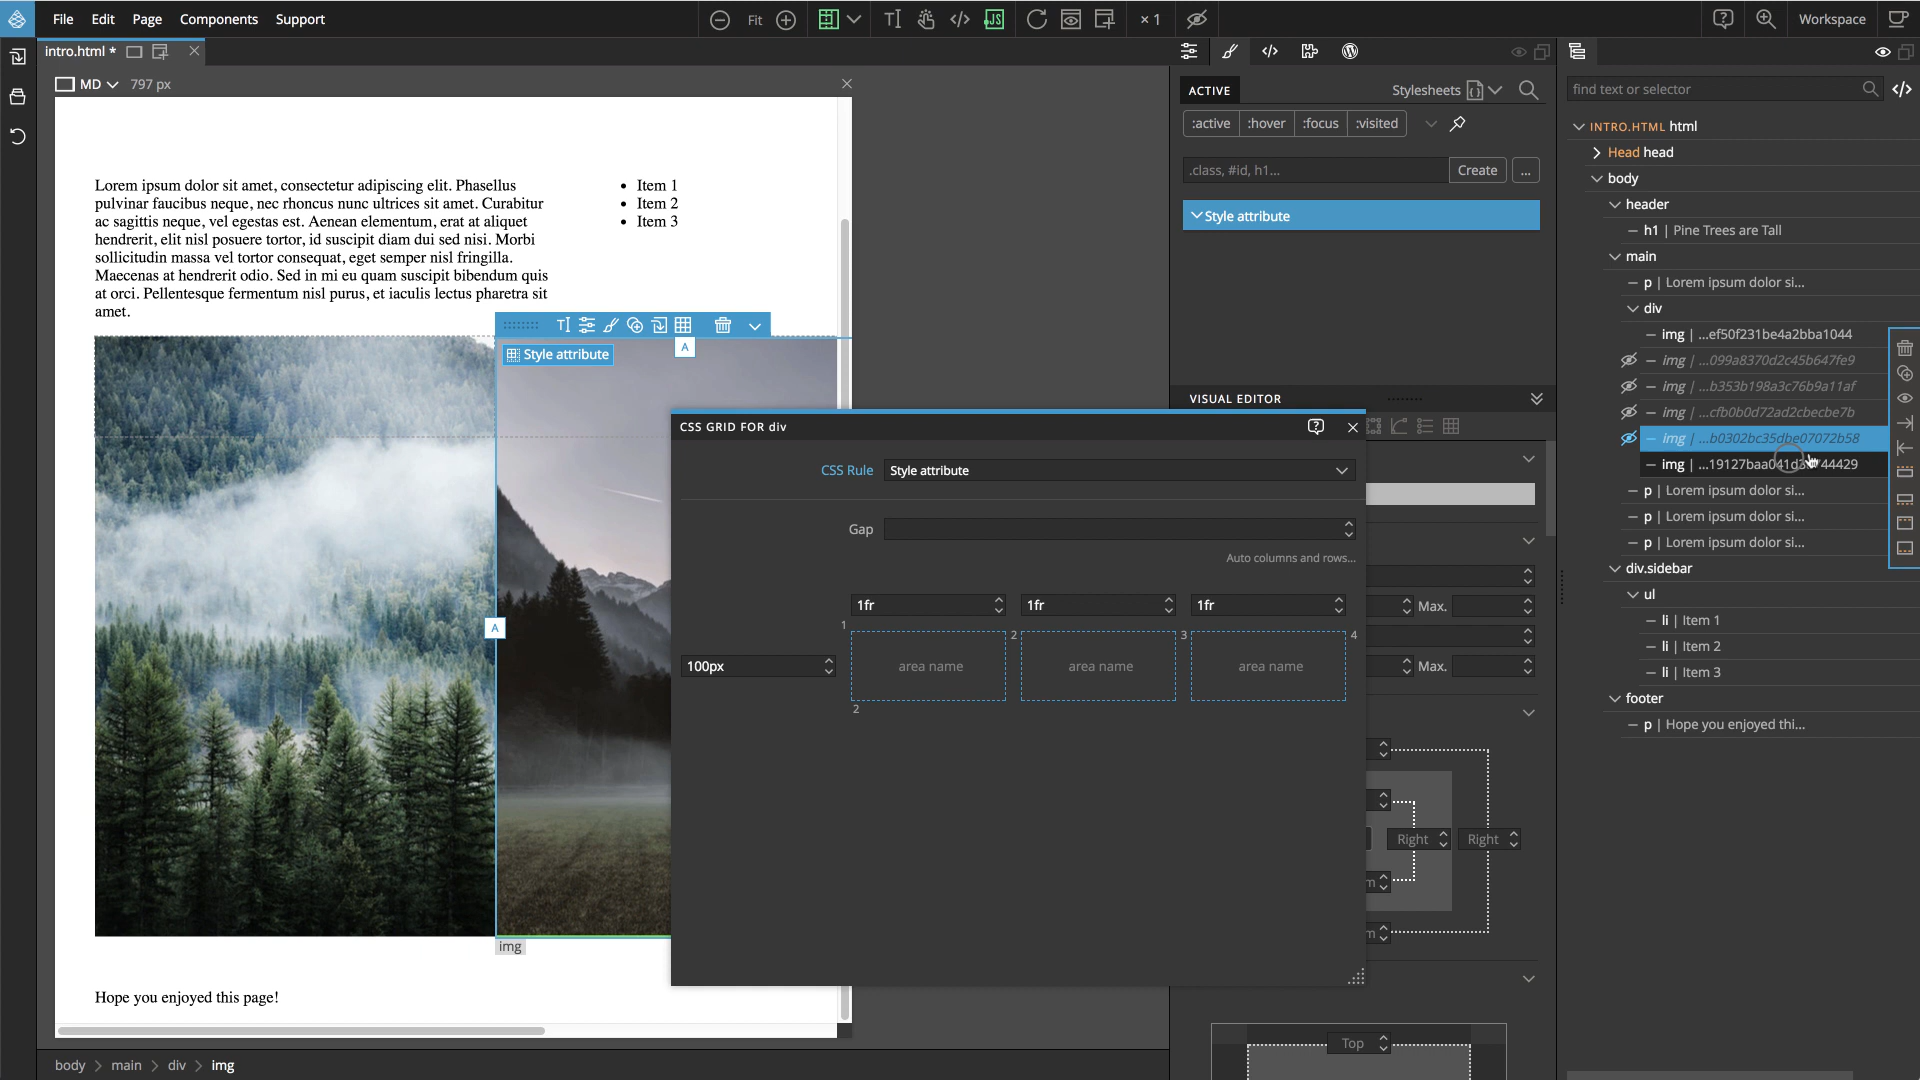 File Edit Page Components Support
Fit
JS
× 1
Workspace
intro.html *
MD 797 px
Lorem ipsum dolor sit amet, consectetur adipiscing elit. Phasellus
pulvinar faucibus neque, nec rhoncus nunc ultrices sit amet. Curabitur
ac sagittis neque, vel egestas est. Aenean elementum, erat at aliquet
hendrerit, elit nisl posuere tortor, id suscipit diam dui sed nisi. Morbi
sollicitudin massa vel tortor consequat, eget semper nisl fringilla.
Maecenas at hendrerit odio. Sed in mi eu quam suscipit bibendum quis
at orci. Pellentesque fermentum nisl purus, et iaculis lectus pharetra sit
amet.
Item 1
Item 2
Item 3
Style attribute
A
A
img
Hope you enjoyed this page!
body > main > div > img
CSS GRID FOR div
CSS Rule Style attribute
Gap
Auto columns and rows...
1fr 1fr 1fr
1 2 3 4
100px area name area name area name
2
ACTIVE
Stylesheets
:active :hover :focus :visited
.class, #id, h1... Create ...
Style attribute
VISUAL EDITOR
Max.
Max.
Right Right
m
m
Top
find text or selector
INTRO.HTML html
Head head
body
header
h1 | Pine Trees are Tall
main
p | Lorem ipsum dolor si...
div
img | ...ef50f231be4a2bba1044
img | ...099a8370d2c45b647fe9
img | ...b353b198a3c76b9a11af
img | ...cfb0b0d72ad2cbecbe7b
img | ...b0302bc35dbe07072b58
img
p | Lorem ipsum dolor si...
p | Lorem ipsum dolor si...
p | Lorem ipsum dolor si...
div.sidebar
ul
li | Item 1
li | Item 2
li | Item 3
footer
p | Hope you enjoyed thi...